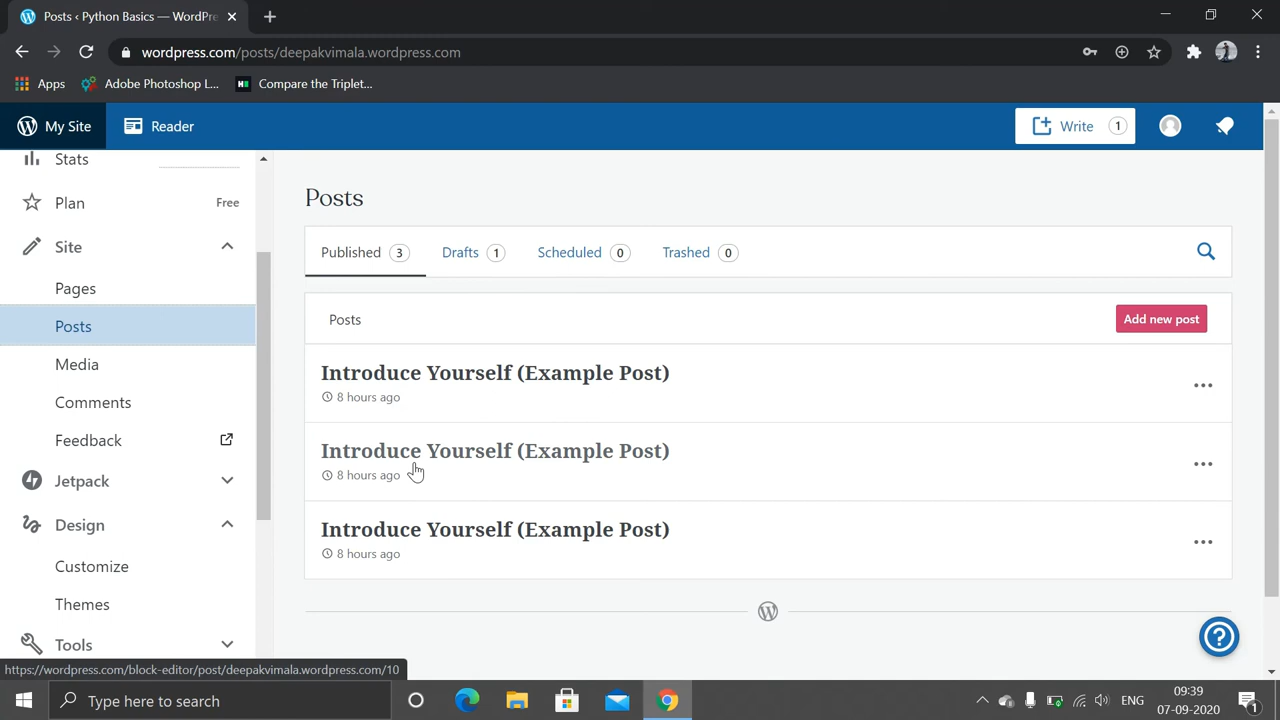 Posts ‹ Python Basics — WordPre
wordpress.com/posts/deepakvimala.wordpress.com
Apps
Adobe Photoshop L...
Compare the Triplet...
My Site
Reader
Write 1
Stats
Plan Free
Site
Pages
Posts
Media
Comments
Feedback
Jetpack
Design
Customize
Themes
Tools
Posts
Published 3
Drafts 1
Scheduled 0
Trashed 0
Posts
Add new post
Introduce Yourself (Example Post)
8 hours ago
Introduce Yourself (Example Post)
8 hours ago
Introduce Yourself (Example Post)
8 hours ago
https://wordpress.com/block-editor/post/deepakvimala.wordpress.com/10
Type here to search
ENG
09:39
07-09-2020
1